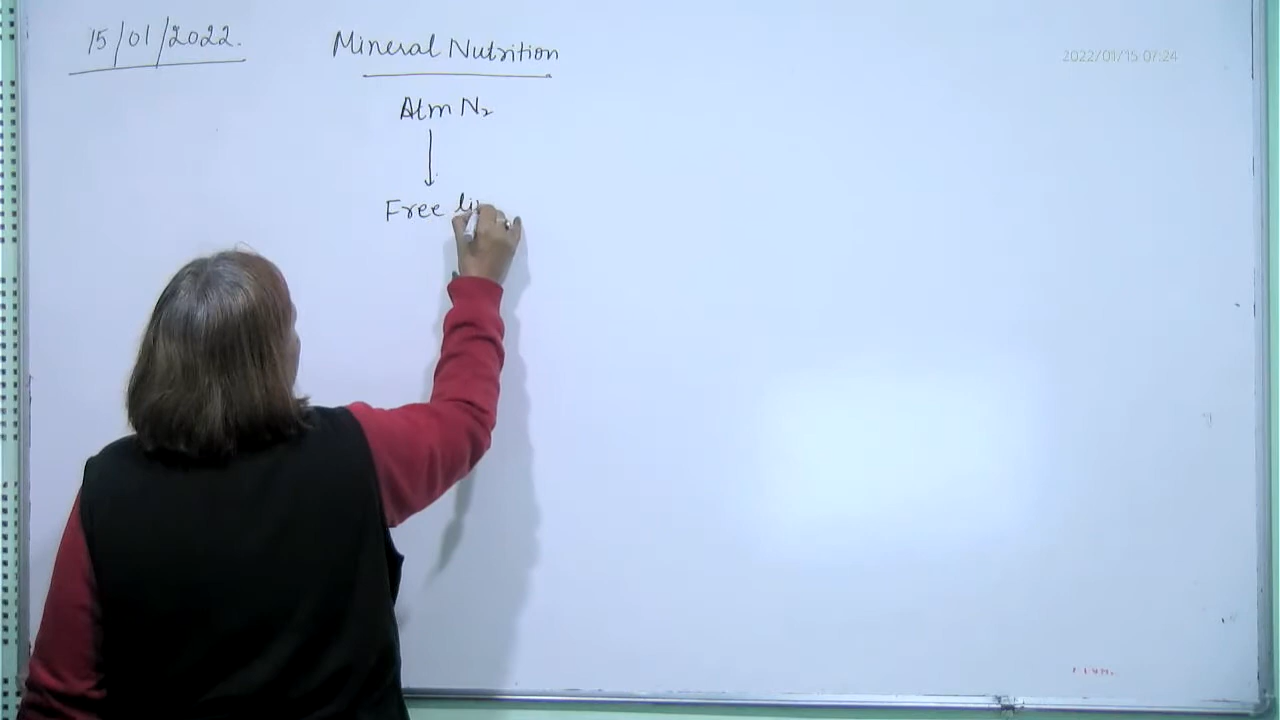 15/01/2022.
Mineral Nutrition
2022/01/15 07:24
Atm N₂
Free li